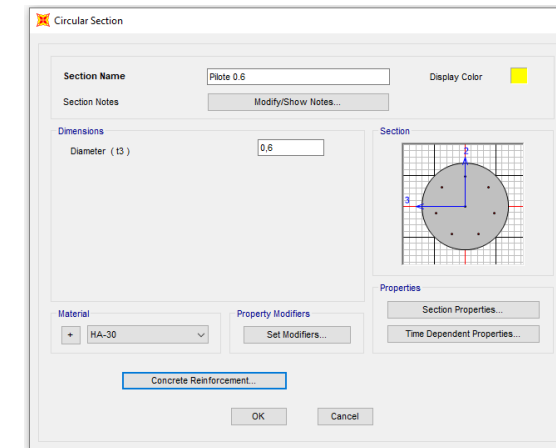 Circular Section
Section Name Pilote 0.6 Display Color
Section Notes Modify/Show Notes...
Dimensions
Diameter ( t3 ) 0,6
Section
2
3
Properties
Section Properties...
Time Dependent Properties...
Material
+ HA-30
Property Modifiers
Set Modifiers...
Concrete Reinforcement...
OK Cancel